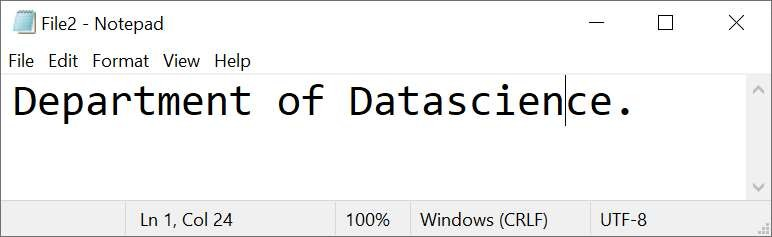 File2 - Notepad
File Edit Format View Help
Department of Datascience.
Ln 1, Col 24 100% Windows (CRLF) UTF-8